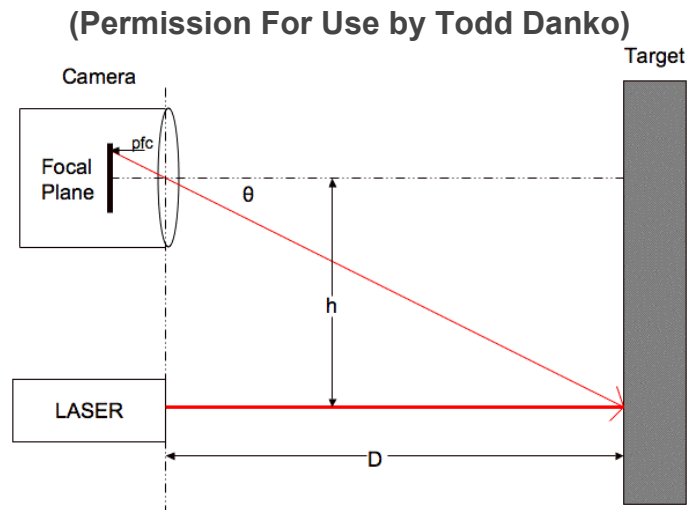 (Permission For Use by Todd Danko)
Target
Camera
pfc
Focal
Plane
θ
h
LASER
D